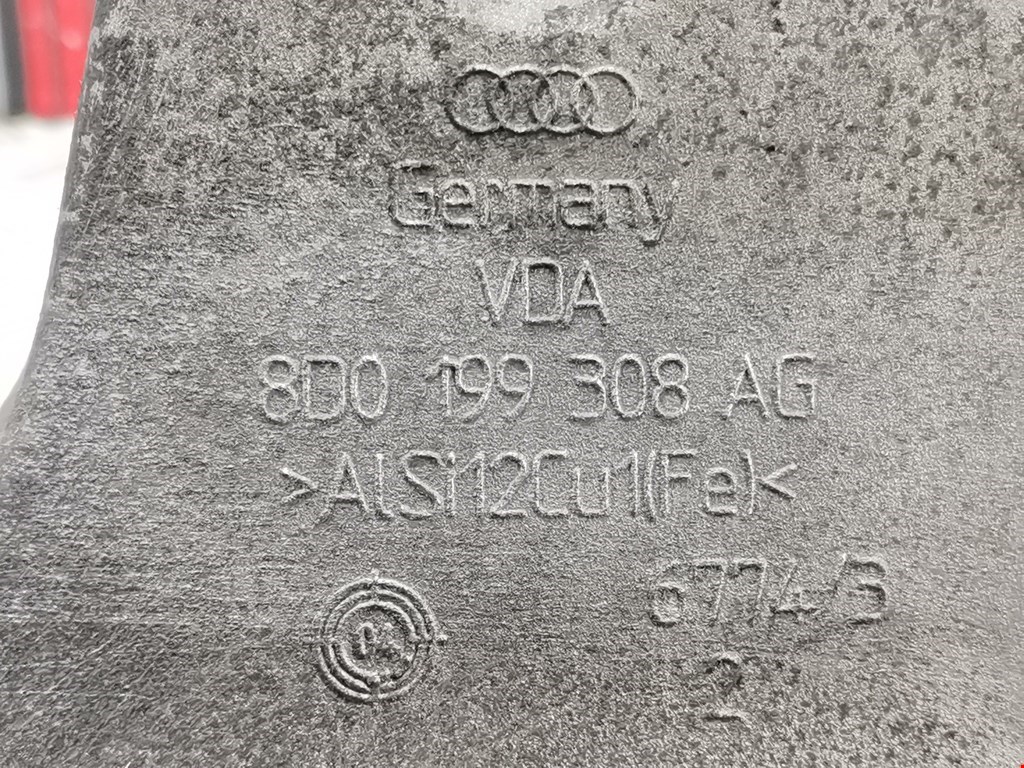 Germany
VDA
8D0 199 308 AG
>AlSi12Cu1(Fe)<
6774/3
2